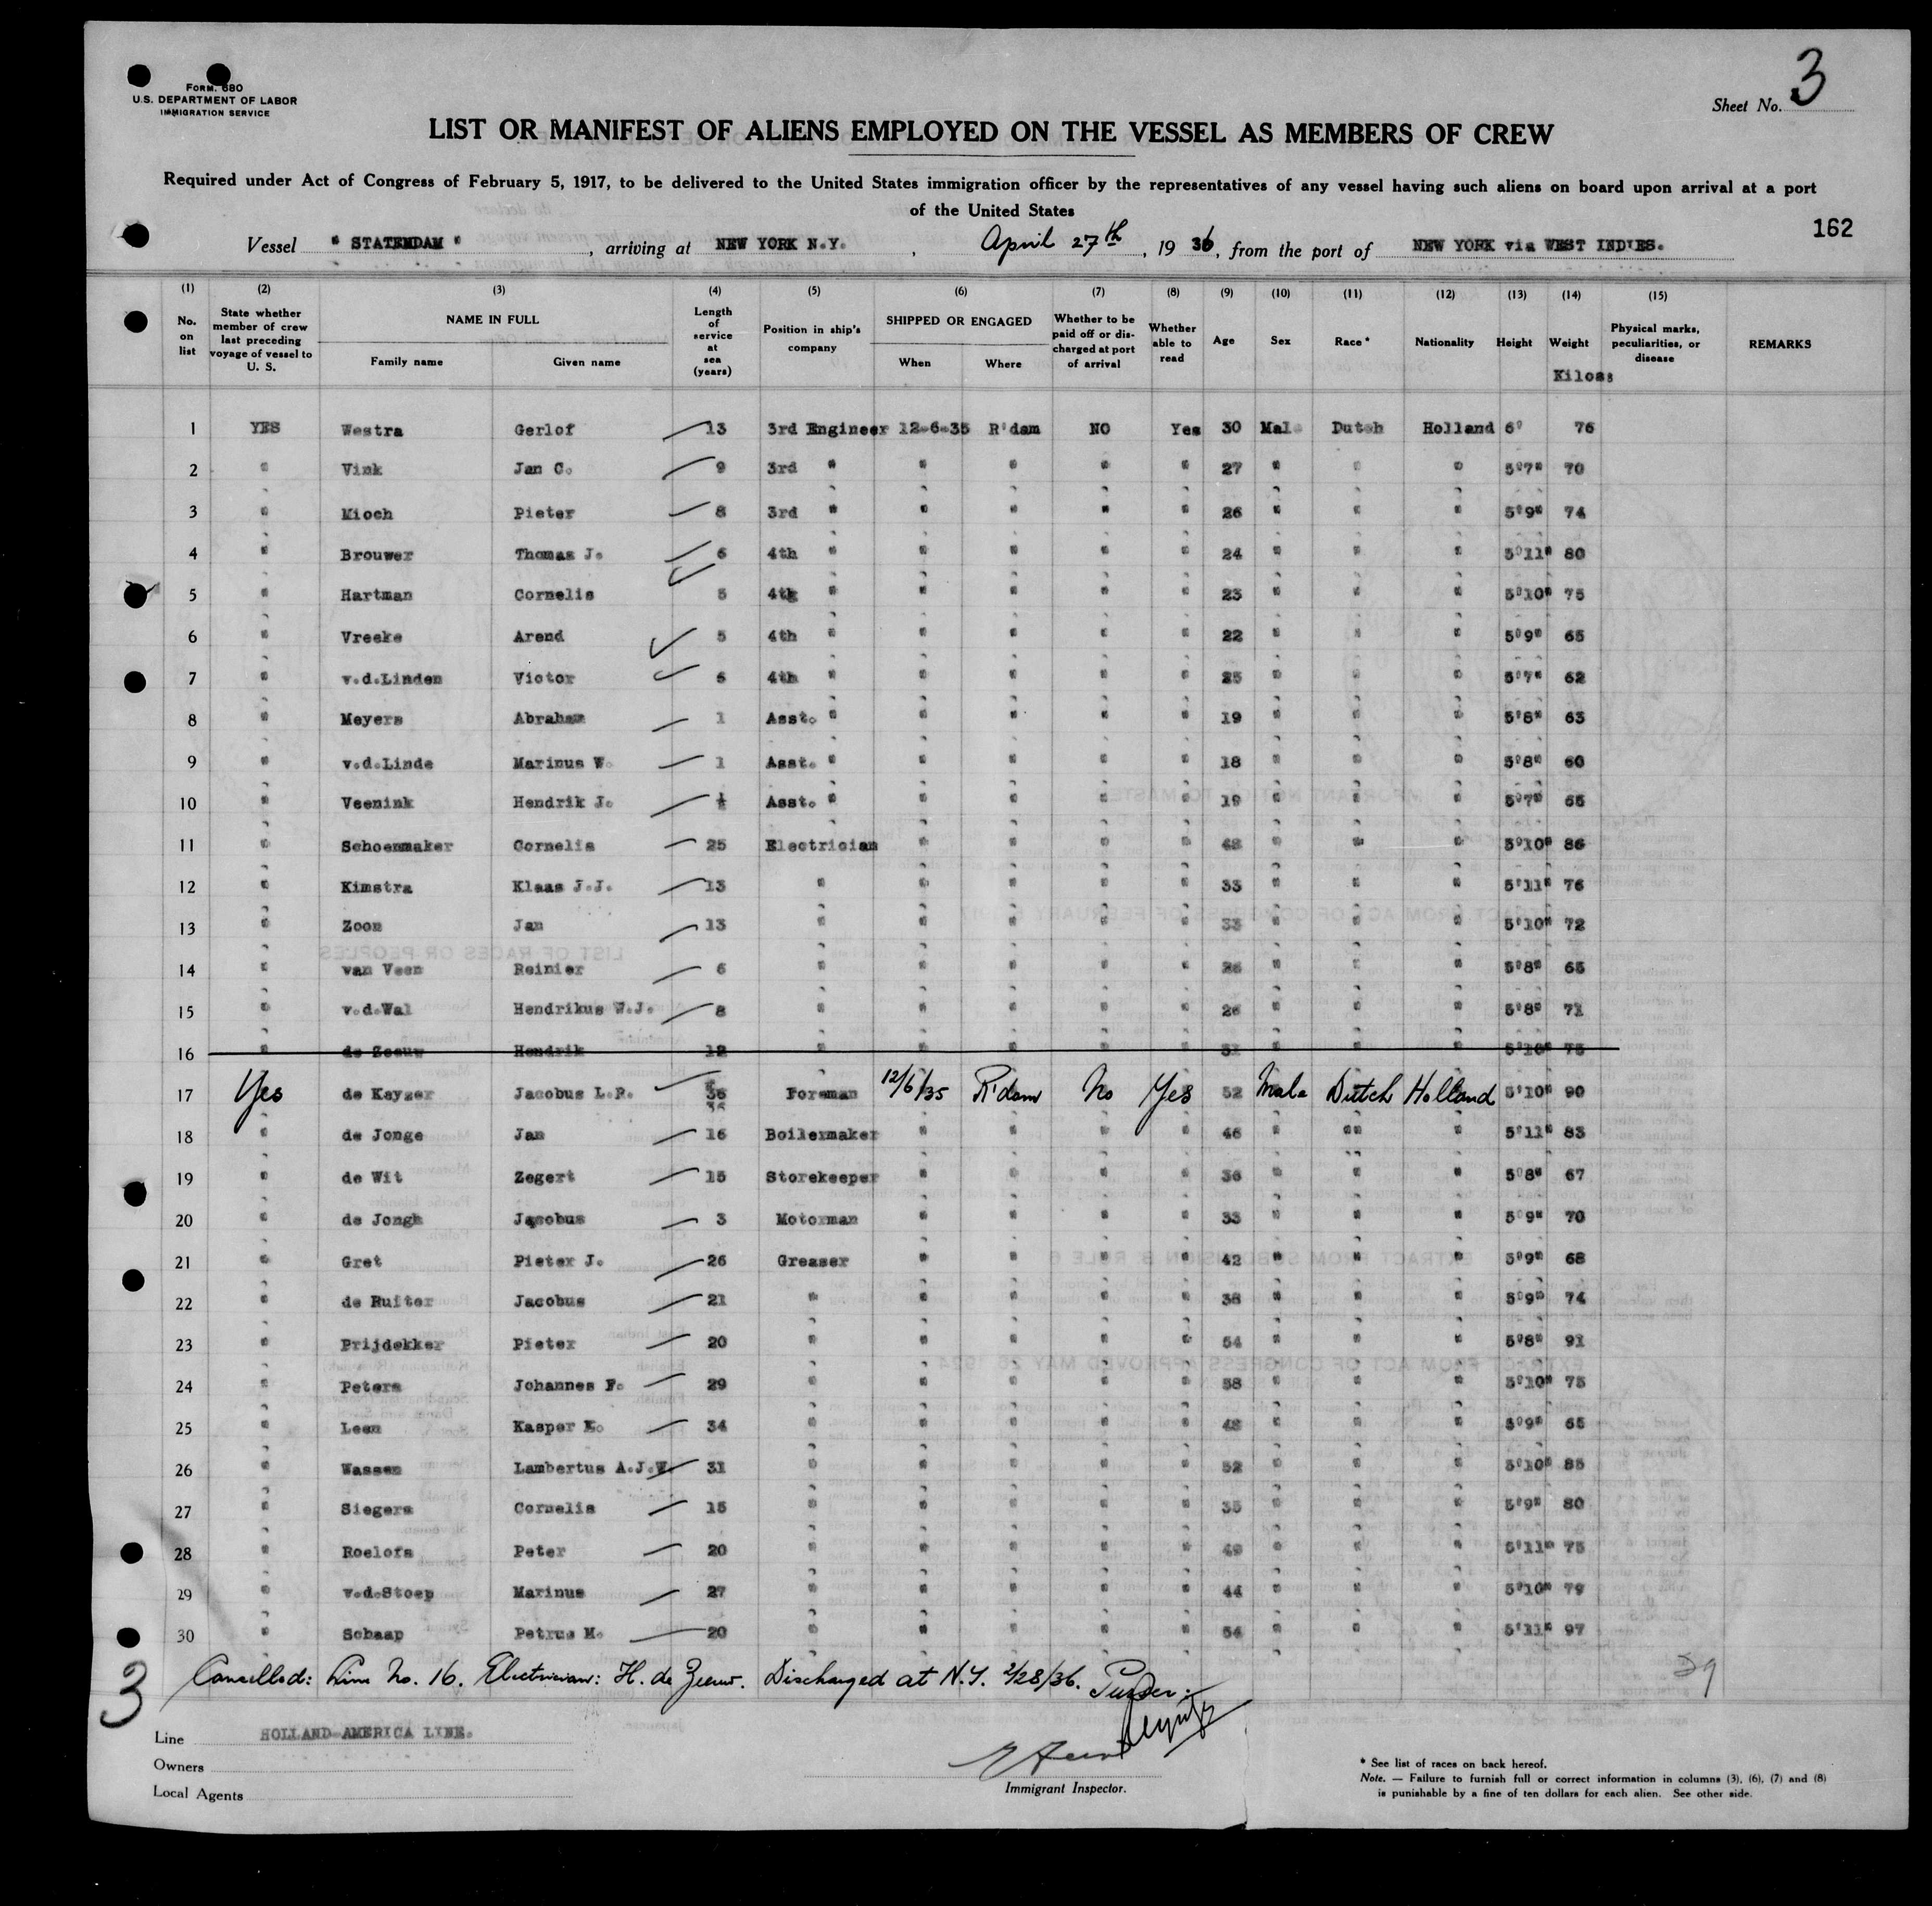 FORM. 680
U.S. DEPARTMENT OF LABOR
IMMIGRATION SERVICE
Sheet No. 3
LIST OR MANIFEST OF ALIENS EMPLOYED ON THE VESSEL AS MEMBERS OF CREW
Required under Act of Congress of February 5, 1917, to be delivered to the United States immigration officer by the representatives of any vessel having such aliens on board upon arrival at a port
of the United States
162
Vessel " STATENDAM ", arriving at NEW YORK N.Y., April 27th, 1936, from the port of NEW YORK via WEST INDIES.
(1) (2) (3) (4) (5) (6) (7) (8) (9) (10) (11) (12) (13) (14) (15)
No. on list State whether member of crew last preceding voyage of vessel to U. S. NAME IN FULL Family name Given name Length of service at sea (years) Position in ship's company SHIPPED OR ENGAGED When Where Whether to be paid off or discharged at port of arrival Whether able to read Age Sex Race * Nationality Height Weight Kilos Physical marks, peculiarities, or disease REMARKS
1 YES Westra Gerlof 13 3rd Engineer 12-6-35 R'dam NO Yes 30 Male Dutch Holland 6' 76
2 " Vink Jan C. 9 3rd " " " " " 27 " " " 5'7" 70
3 " Mioch Pieter 8 3rd " " " " " 26 " " " 5'9" 74
4 " Brouwer Thomas J. 6 4th " " " " " 24 " " " 5'11" 80
5 " Hartman Cornelis 5 4th " " " " " 23 " " " 5'10" 75
6 " Vreeke Arend 5 4th " " " " " 22 " " " 5'9" 65
7 " v.d.Linden Victor 6 4th " " " " " 25 " " " 5'7" 62
8 " Meyers Abraham 1 Asst. " " " " " 19 " " " 5'8" 63
9 " v.d.Linde Marinus W. 1 Asst. " " " " " 18 " " " 5'8" 60
10 " Veenink Hendrik J. ½ Asst. " " " " " 19 " " " 5'7" 65
11 " Schoenmaker Cornelis 25 Electrician " " " " 48 " " " 5'10" 86
12 " Kimstra Klaas J.J. 13 " " " " " 33 " " " 5'11" 76
13 " Zoon Jan 13 " " " " " 33 " " " 5'10" 72
14 " van Veen Reinier 6 " " " " " 26 " " " 5'8" 65
15 " v.d.Wal Hendrikus W.J. 8 " " " " " 26 " " " 5'8" 71
16 " de Zeeuw Hendrik 12 " " " " " 31 " " " 5'10" 75
17 Yes de Kayzer Jacobus L.P. 36 Foreman 12/6/35 R'dam No Yes 52 Male Dutch Holland 5'10" 90
18 " de Jonge Jan 16 Boilermaker " " " " 46 " " " 5'11" 83
19 " de Wit Zegert 15 Storekeeper " " " " 36 " " " 5'8" 67
20 " de Jongh Jacobus 3 Motorman " " " " 33 " " " 5'9" 70
21 " Gret Pieter J. 26 Greaser " " " " 42 " " " 5'9" 68
22 " de Ruiter Jacobus 21 " " " " " 38 " " " 5'9" 74
23 " Prijdekker Pieter 20 " " " " " 54 " " " 5'8" 91
24 " Peters Johannes F. 29 " " " " " 58 " " " 5'10" 75
25 " Leen Kasper K. 34 " " " " " 48 " " " 5'9" 65
26 " Wassen Lambertus A.J.W. 31 " " " " " 52 " " " 5'10" 85
27 " Siegers Cornelis 15 " " " " " 35 " " " 5'9" 80
28 " Roelofs Peter 20 " " " " " 49 " " " 5'11" 75
29 " v.d.Stoep Marinus 27 " " " " " 44 " " " 5'10" 79
30 " Schaap Petrus M. 20 " " " " " 54 " " " 5'11" 97
Cancelled: Line No. 16. Electrician: H. de Zeeuw. Discharged at N.Y. 2/28/36. Purser.
39
3
Line HOLLAND-AMERICA LINE.
Owners
Local Agents
Immigrant Inspector.
* See list of races on back hereof.
Note. — Failure to furnish full or correct information in columns (3), (6), (7) and (8)
is punishable by a fine of ten dollars for each alien. See other side.